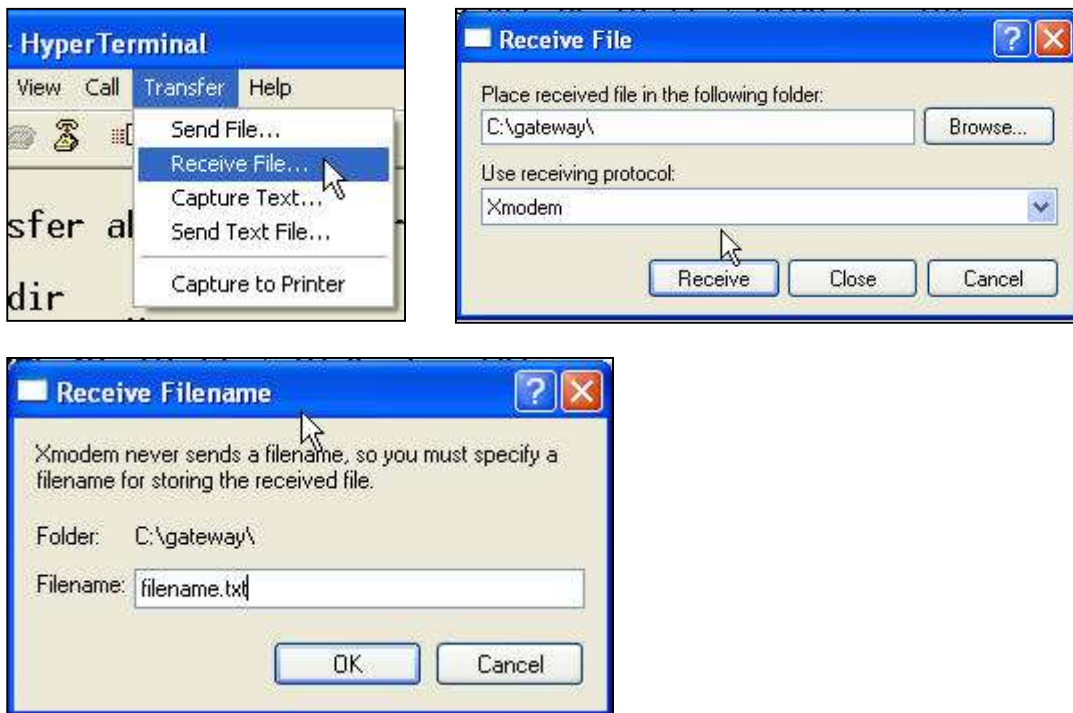 - HyperTerminal
View Call Transfer Help
Send File...
Receive File...
Capture Text...
Send Text File...
Capture to Printer
sfer al
dir
Receive File
Place received file in the following folder:
C:\gateway\
Browse...
Use receiving protocol:
Xmodem
Receive Close Cancel
Receive Filename
Xmodem never sends a filename, so you must specify a
filename for storing the received file.
Folder: C:\gateway\
Filename: filename.txt
OK Cancel